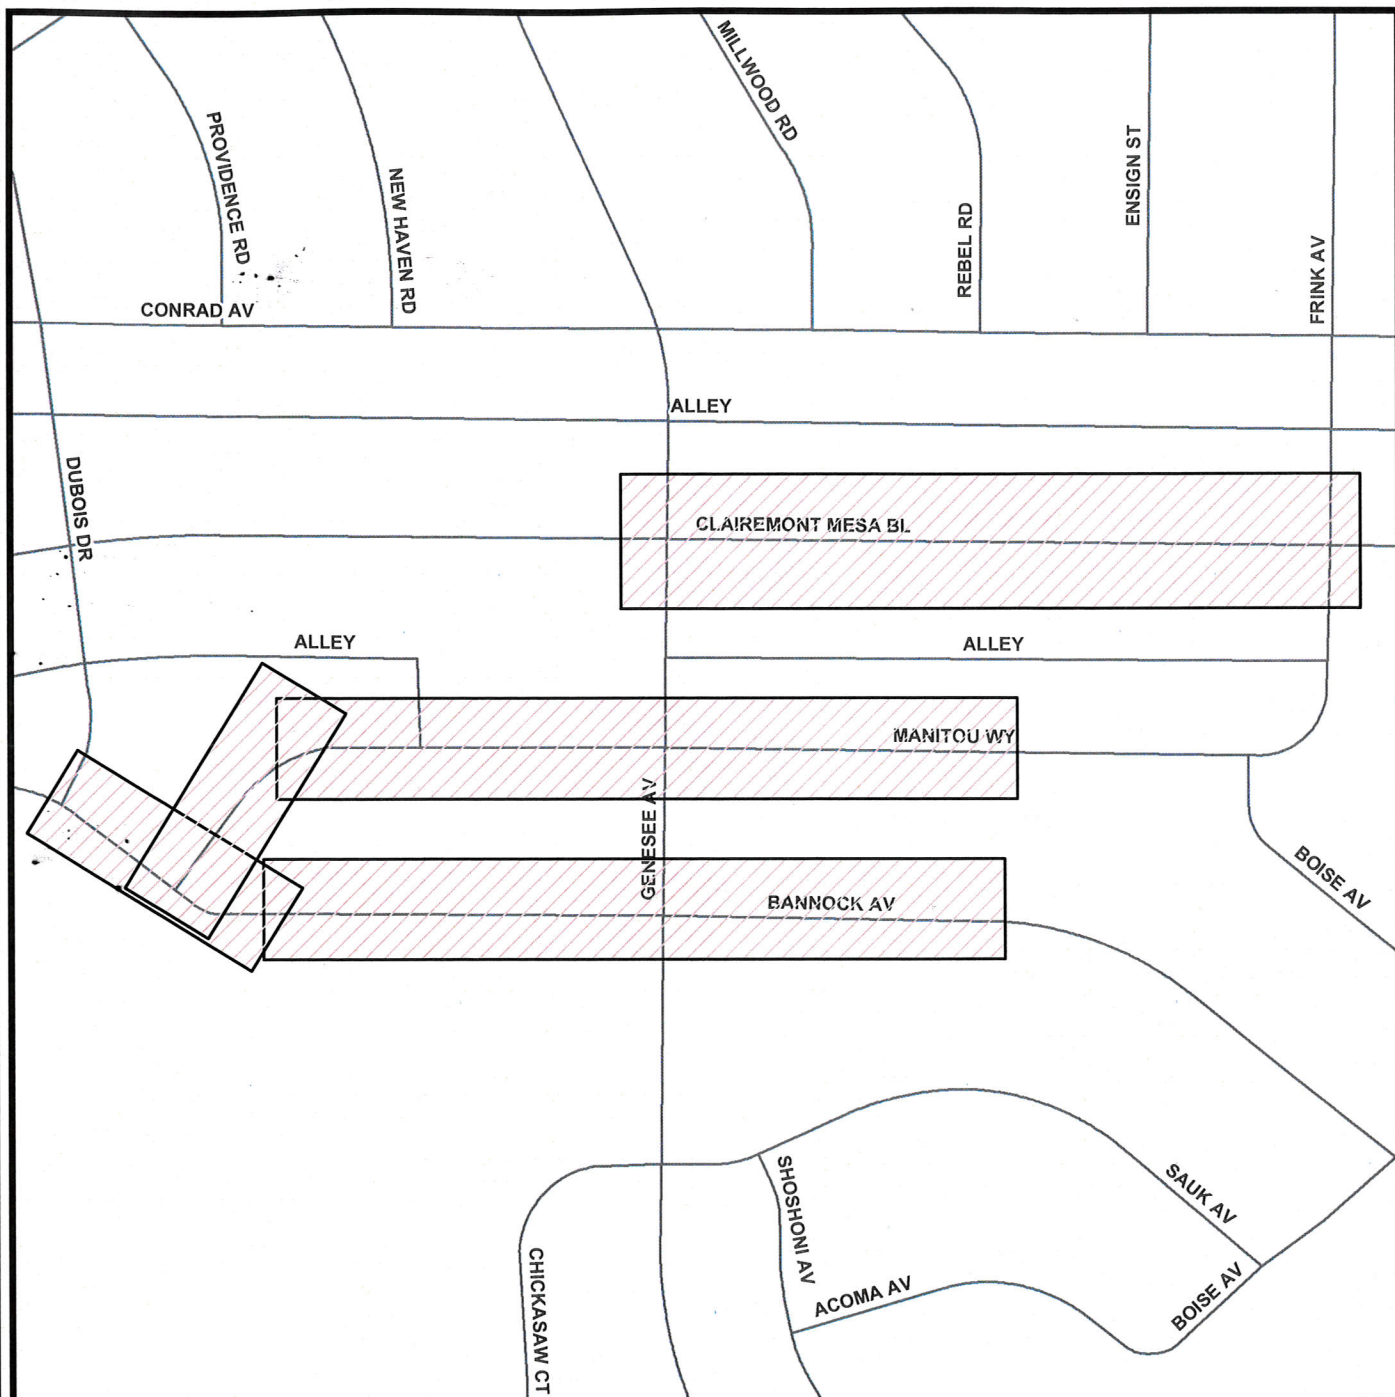 MILLWOOD RD
PROVIDENCE RD
NEW HAVEN RD
ENSIGN ST
REBEL RD
FRINK AV
CONRAD AV
ALLEY
DUBOIS DR
CLAIREMONT MESA BL
ALLEY
ALLEY
MANITOU WY
GENESEE AV
BANNOCK AV
BOISE AV
SHOSHONI AV
SAUK AV
CHICKASAW CT
ACOMA AV
BOISE AV